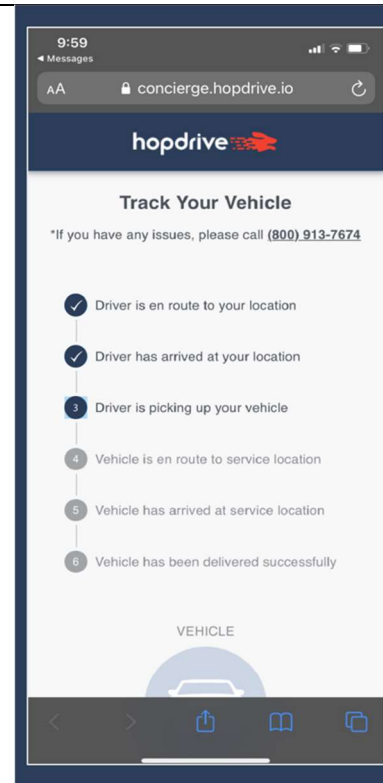 9:59
◀ Messages
AA concierge.hopdrive.io
hopdrive
Track Your Vehicle
*If you have any issues, please call (800) 913-7674
Driver is en route to your location
Driver has arrived at your location
3 Driver is picking up your vehicle
4 Vehicle is en route to service location
5 Vehicle has arrived at service location
6 Vehicle has been delivered successfully
VEHICLE